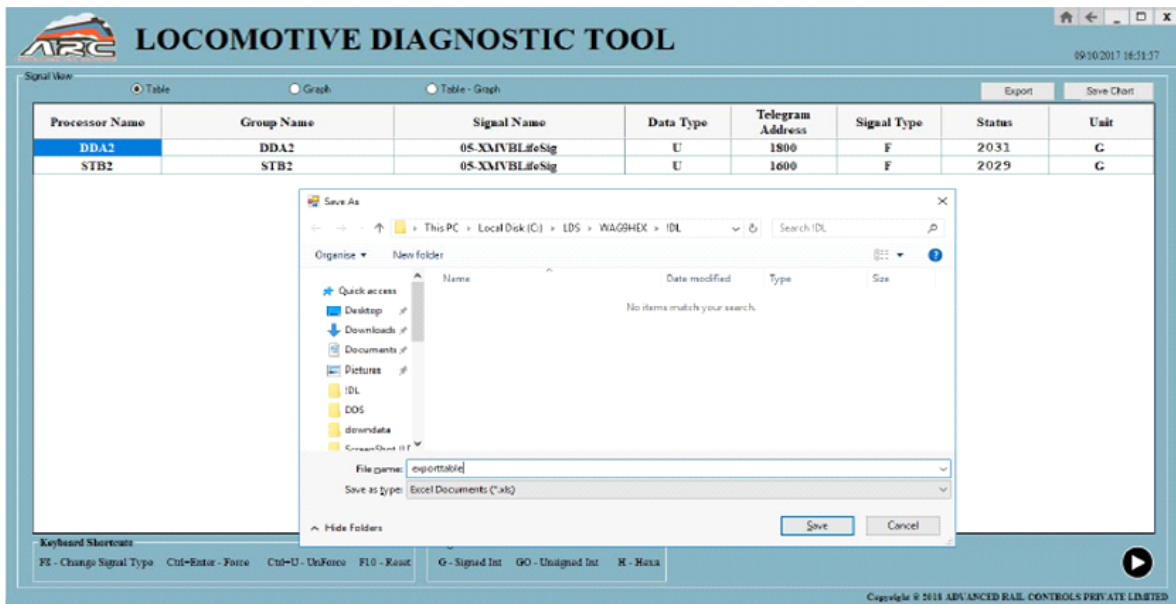 ARC LOCOMOTIVE DIAGNOSTIC TOOL
09/10/2017 16:51:57
Signal View
Table Graph Table - Graph Export Save Chart
Processor Name Group Name Signal Name Data Type Telegram Address Signal Type Status Unit
DDA2 DDA2 05-XMVBLifeSig U 1800 F 2031 G
STB2 STB2 05-XMVBLifeSig U 1600 F 2029 G
Save As
This PC > Local Disk (C:) > LDS > WAG9HEX > !DL Search !DL
Organise New folder
Name Date modified Type Size
No items match your search.
Quick access
Desktop
Downloads
Documents
Pictures
!DL
DDS
downdata
File name: exporttable
Save as type: Excel Documents (*.xls)
Hide Folders Save Cancel
Keyboard Shortcuts
F8 - Change Signal Type Ctrl+Enter - Force Ctrl+U - UnForce F10 - Reset G - Signed Int GO - Unsigned Int H - Hexa
Copyright © 2018 ADVANCED RAIL CONTROLS PRIVATE LIMITED